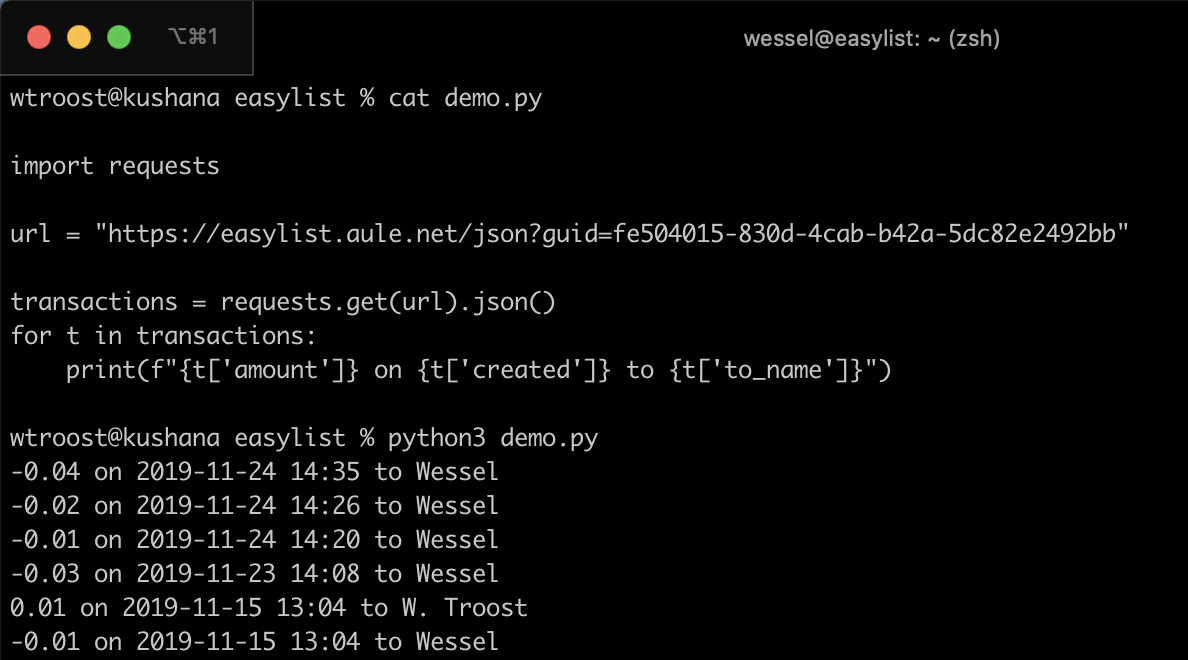 ⌥⌘1
wessel@easylist: ~ (zsh)
wtroost@kushana easylist % cat demo.py
import requests
url = "https://easylist.aule.net/json?guid=fe504015-830d-4cab-b42a-5dc82e2492bb"
transactions = requests.get(url).json()
for t in transactions:
    print(f"{t['amount']} on {t['created']} to {t['to_name']}")
wtroost@kushana easylist % python3 demo.py
-0.04 on 2019-11-24 14:35 to Wessel
-0.02 on 2019-11-24 14:26 to Wessel
-0.01 on 2019-11-24 14:20 to Wessel
-0.03 on 2019-11-23 14:08 to Wessel
0.01 on 2019-11-15 13:04 to W. Troost
-0.01 on 2019-11-15 13:04 to Wessel